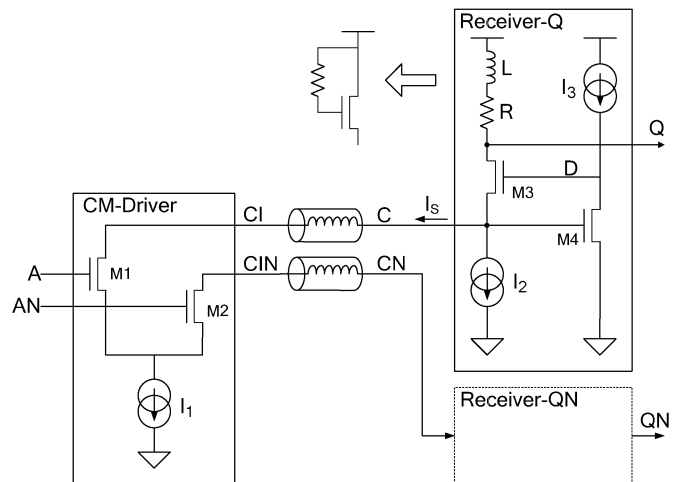 Receiver-Q
L
I3
R
Q
D
M3
CM-Driver
CI
C
IS
M4
A
M1
CIN
CN
I2
AN
M2
I1
Receiver-QN
QN